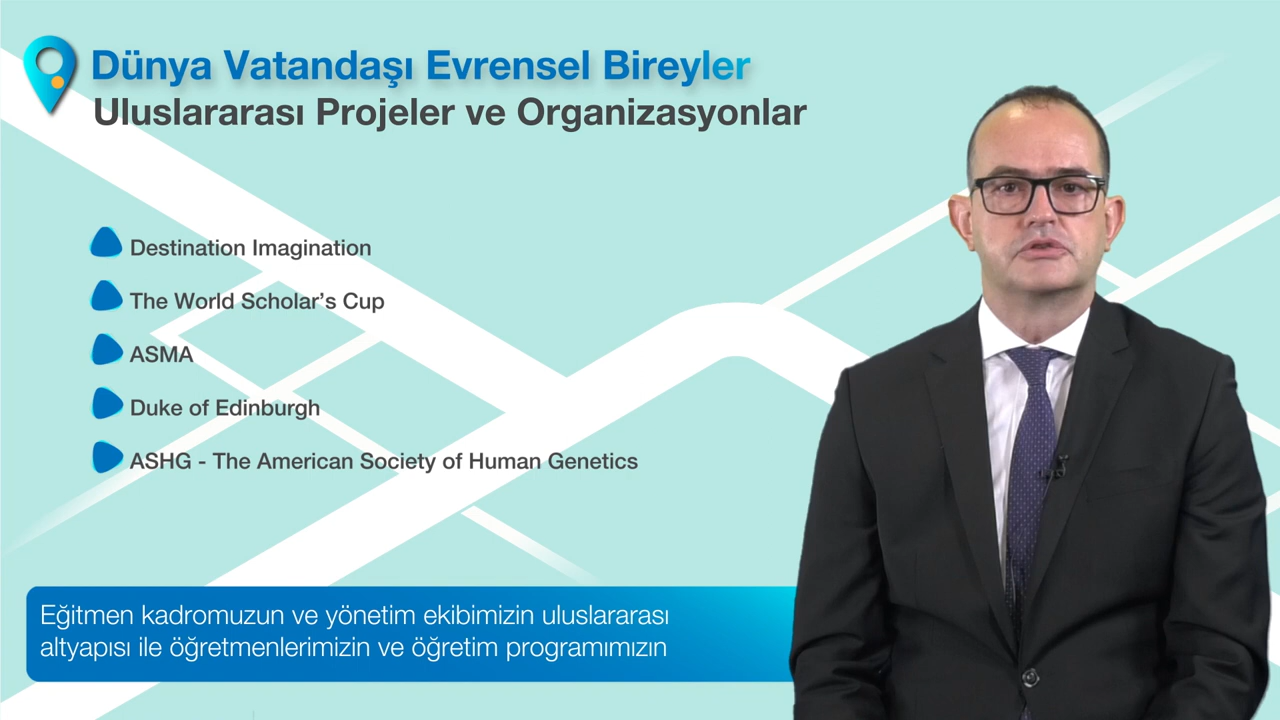 Dünya Vatandaşı Evrensel Bireyler
Uluslararası Projeler ve Organizasyonlar
Destination Imagination
The World Scholar’s Cup
ASMA
Duke of Edinburgh
ASHG - The American Society of Human Genetics
Eğitmen kadromuzun ve yönetim ekibimizin uluslararası
altyapısı ile öğretmenlerimizin ve öğretim programımızın